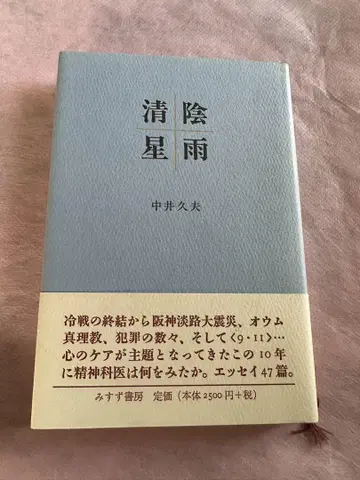 清陰
星雨
中井久夫
冷戦の終結から阪神淡路大震災、オウム
真理教、犯罪の数々、そして〈9・11〉…
心のケアが主題となってきたこの10年
に精神科医は何をみたか。エッセイ47篇。
みすず書房 定価（本体2500円+税）